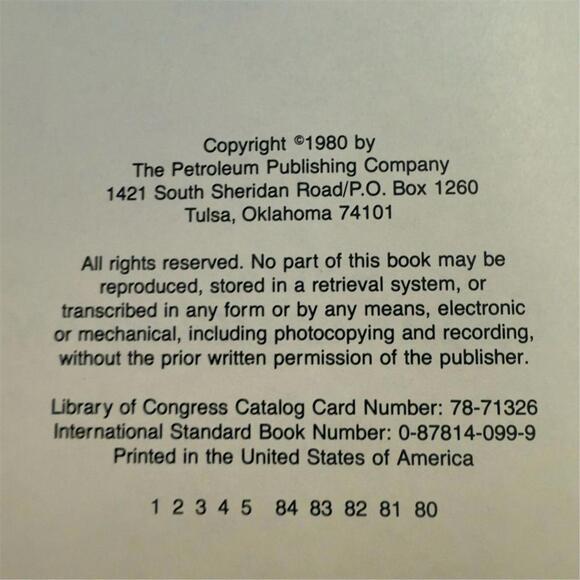 Copyright ©1980 by
The Petroleum Publishing Company
1421 South Sheridan Road/P.O. Box 1260
Tulsa, Oklahoma 74101
All rights reserved. No part of this book may be
reproduced, stored in a retrieval system, or
transcribed in any form or by any means, electronic
or mechanical, including photocopying and recording,
without the prior written permission of the publisher.
Library of Congress Catalog Card Number: 78-71326
International Standard Book Number: 0-87814-099-9
Printed in the United States of America
1 2 3 4 5 84 83 82 81 80